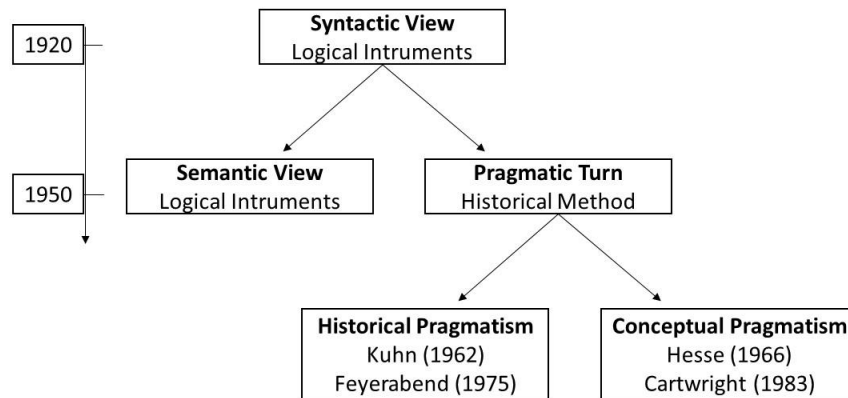 Syntactic View
Logical Intruments
1920
Semantic View
Logical Intruments
Pragmatic Turn
Historical Method
1950
Historical Pragmatism
Kuhn (1962)
Feyerabend (1975)
Conceptual Pragmatism
Hesse (1966)
Cartwright (1983)